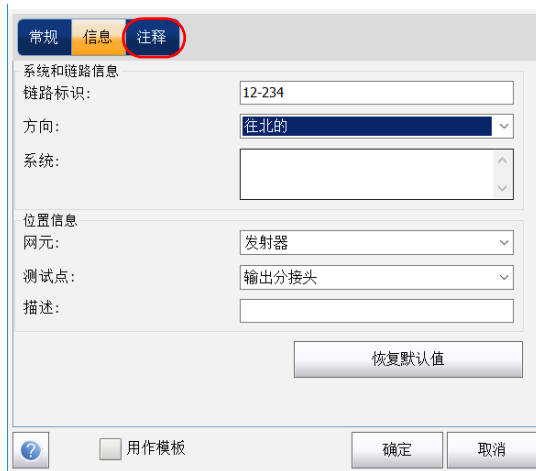 常规 信息 注释
系统和链路信息
链路标识: 12-234
方向: 往北的
系统:
位置信息
网元: 发射器
测试点: 输出分接头
描述:
恢复默认值
? 用作模板 确定 取消